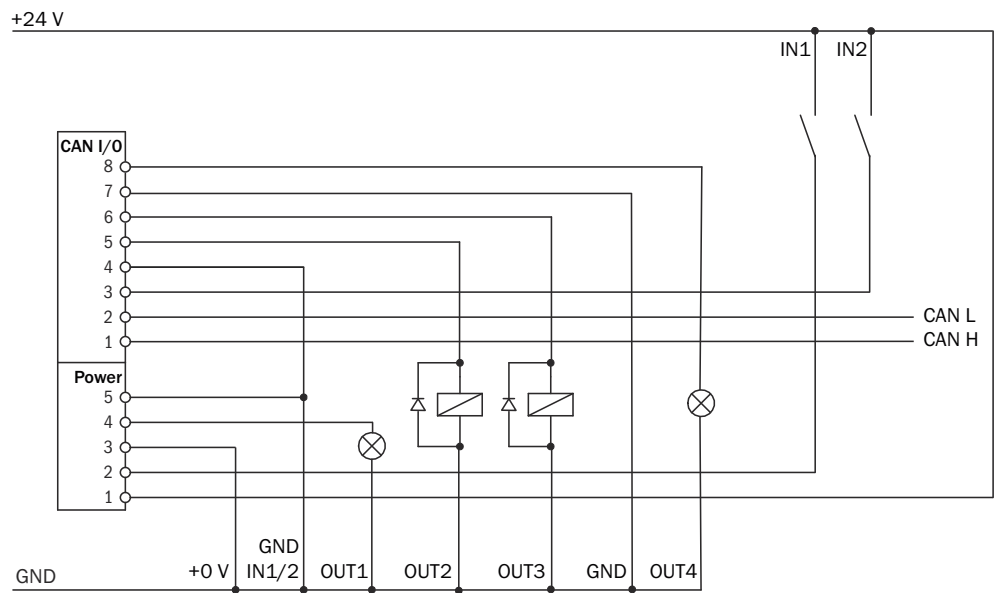 +24 V
IN1 IN2
CAN I/O
8
7
6
5
4
3
2 CAN L
1 CAN H
Power
5
4
3
2
1
GND
+0 V IN1/2 OUT1 OUT2 OUT3 GND OUT4
GND